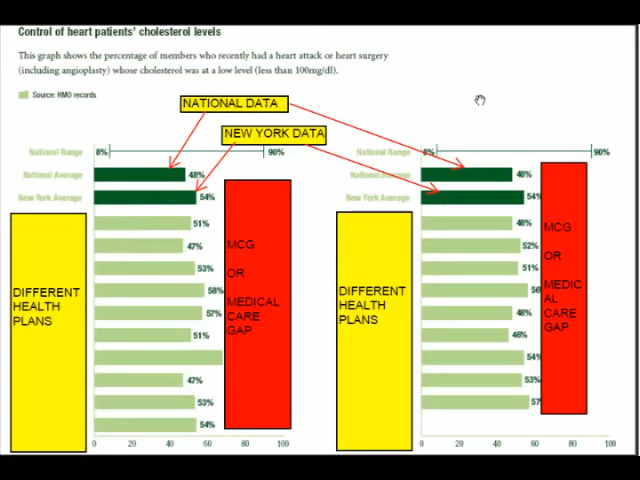 Control of heart patients' cholesterol levels
This graph shows the percentage of members who recently had a heart attack or heart surgery
(including angioplasty) whose cholesterol was at a low level (less than 100mg/dl).
Source: HMO records
NATIONAL DATA
NEW YORK DATA
National Range 8% 90%
National Average 48%
New York Average 54%
51%
47%
53%
58%
57%
51%
47%
53%
54%
0 20 40 60 80 100
DIFFERENT
HEALTH
PLANS
MCG
OR
MEDICAL
CARE
GAP
National Range 8% 90%
National Average 48%
New York Average 54%
48%
52%
51%
56
48%
46%
54%
53%
57
0 20 40 60 80 100
DIFFERENT
HEALTH
PLANS
MCG
OR
MEDIC
AL
CARE
GAP